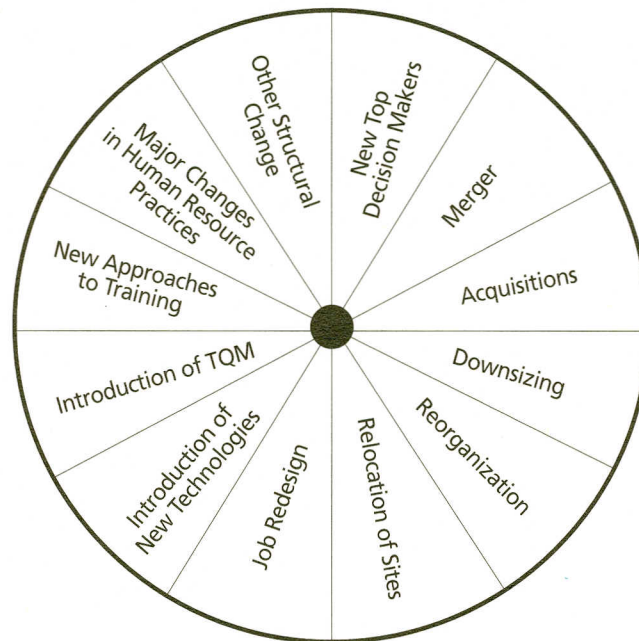 New Top
Decision Makers
Merger
Acquisitions
Downsizing
Reorganization
Relocation of Sites
Job Redesign
Introduction of
New Technologies
Introduction of TQM
New Approaches
to Training
Major Changes
in Human Resource
Practices
Other Structural
Change